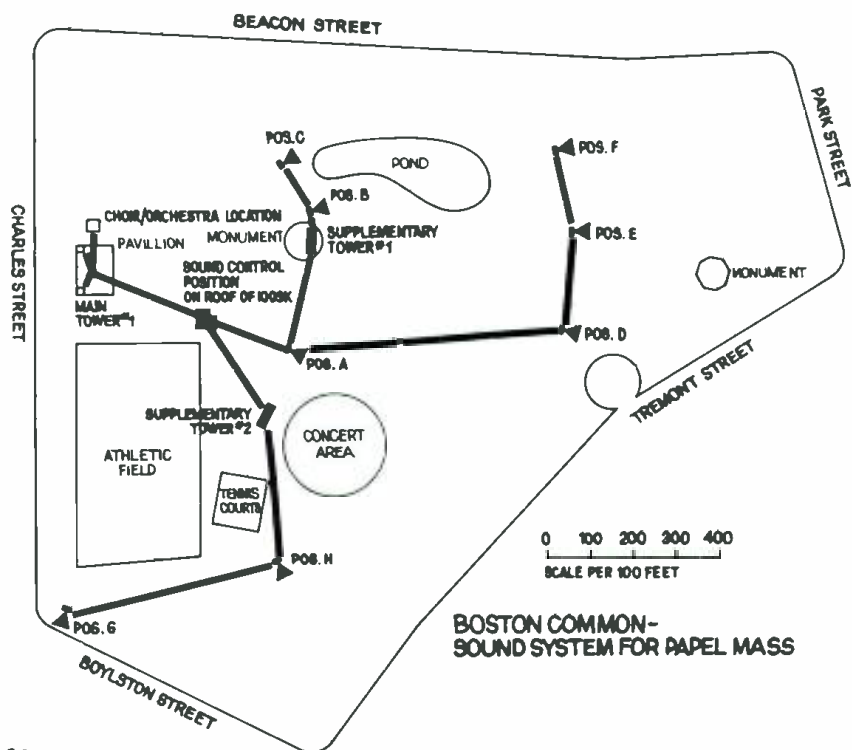 BEACON STREET
PARK STREET
POS. C
POND
POS. F
POS. B
CHARLES STREET
CHOIR/ORCHESTRA LOCATION
PAVILLION
MONUMENT
SUPPLEMENTARY
TOWER #1
POS. E
SOUND CONTROL
POSITION
ON ROOF OF KIOSK
MONUMENT
MAIN
TOWER #1
POS. D
POS. A
TREMONT STREET
SUPPLEMENTARY
TOWER #2
CONCERT
AREA
ATHLETIC
FIELD
TENNIS
COURTS
0 100 200 300 400
SCALE PER 100 FEET
POS. H
POS. G
BOSTON COMMON-
SOUND SYSTEM FOR PAPEL MASS
BOYLSTON STREET